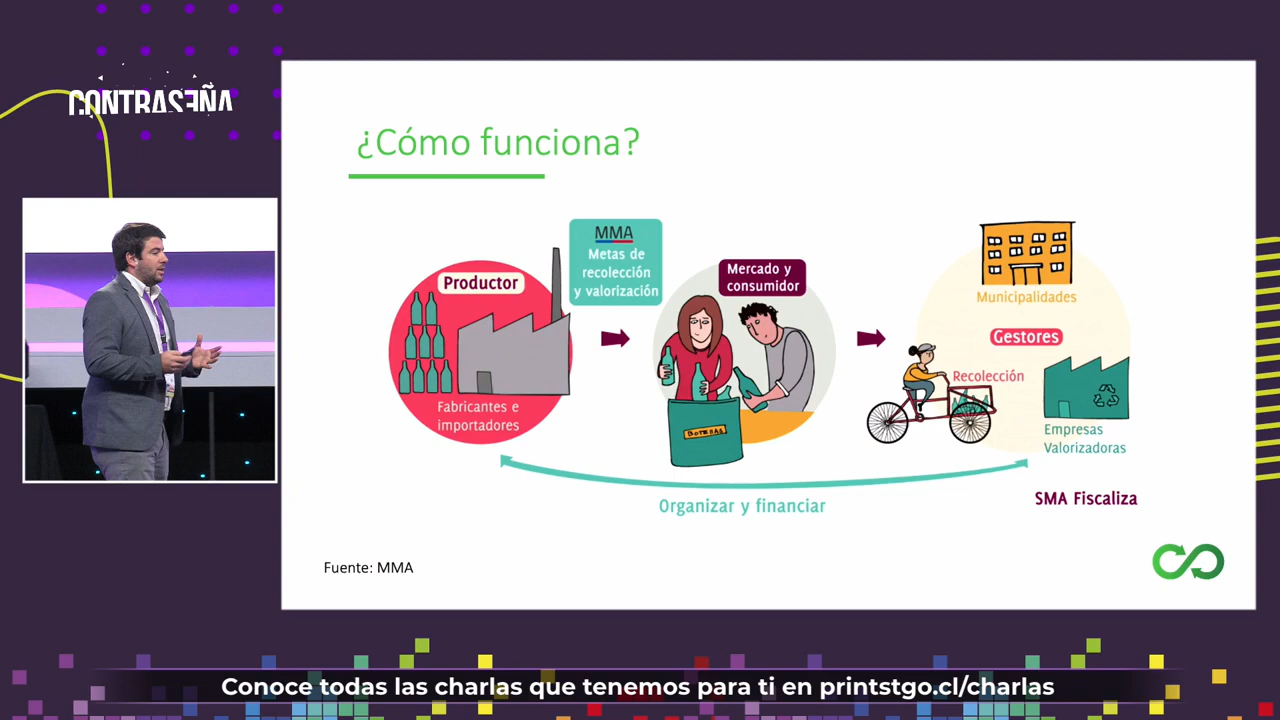 CONTRASEÑA
¿Cómo funciona?
MMA
Metas de
recolección
y valorización
Productor
Fabricantes e
importadores
Mercado y
consumidor
BOTELLAS
Municipalidades
Gestores
Recolección
Empresas
Valorizadoras
Organizar y financiar
SMA Fiscaliza
Fuente: MMA
Conoce todas las charlas que tenemos para ti en printstgo.cl/charlas